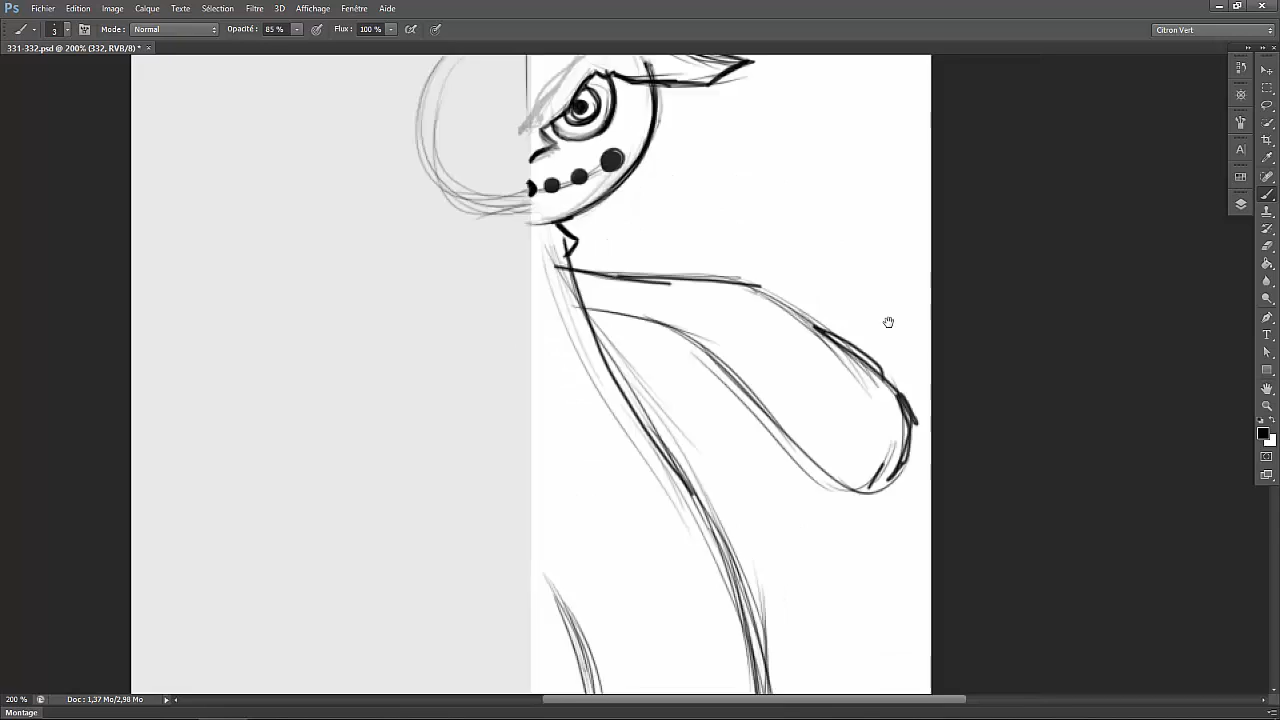 Ps Fichier Edition Image Calque Texte Sélection Filtre 3D Affichage Fenêtre Aide
3 Mode : Normal Opacité : 85 % Flux : 100 % Citron Vert
331-332.psd @ 200% (332, RVB/8) * ×
200 % Doc : 1,37 Mo/2,98 Mo
Montage